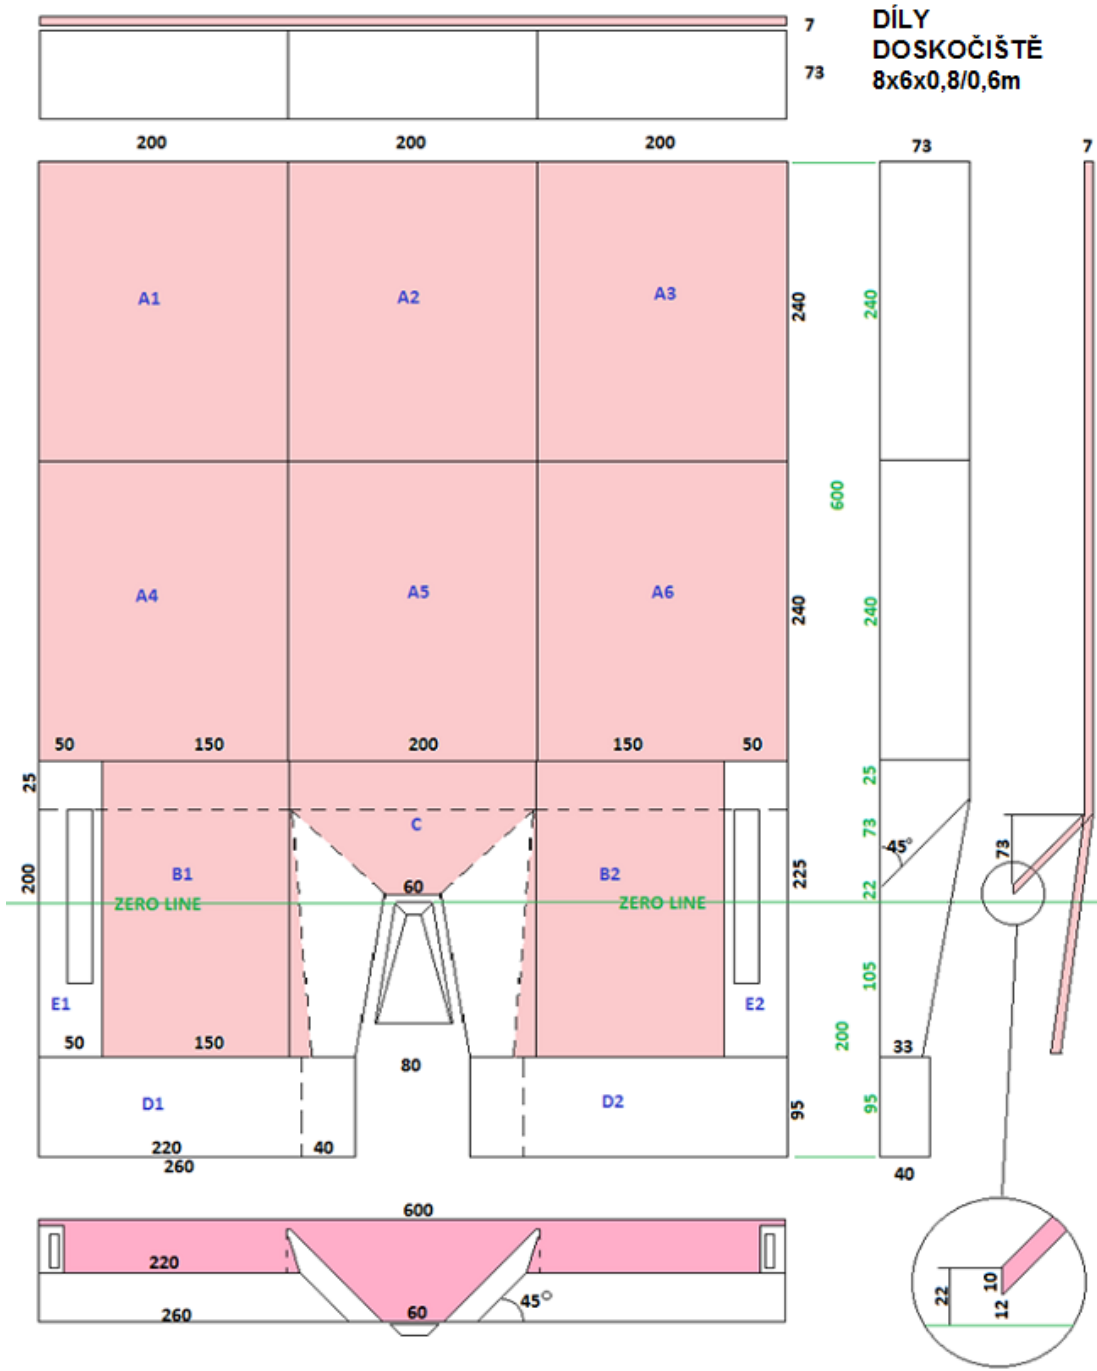 7
DÍLY
DOSKOČIŠTĚ
8x6x0,8/0,6m
73
200 200 200 73 7
A1 A2 A3 240 240
600
A4 A5 A6 240 240
50 150 200 150 50
25 25
C 73 45° 73
200 B1 60 B2 225 22
ZERO LINE ZERO LINE
E1 E2 105
50 150 80 200 33
D1 D2 95 95
220 40 40
260
600
220
260 60 45°
22 10 12